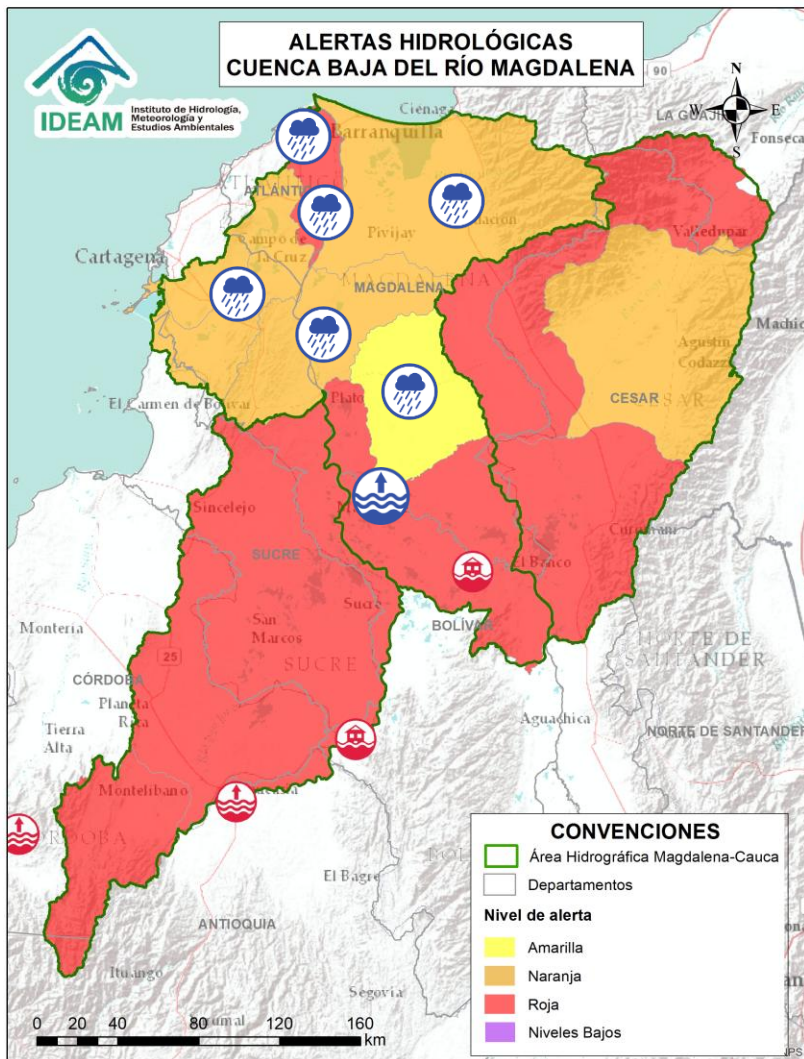 ALERTAS HIDROLÓGICAS
CUENCA BAJA DEL RÍO MAGDALENA
IDEAM
Instituto de Hidrología,
Meteorología y
Estudios Ambientales
N
W
E
S
90
LA GUAJIRA
Fonseca
Ciénaga
Barranquilla
Valledupar
Pivijay
Campo de
la Cruz
Cartagena
MAGDALENA
MAGDALENA
Agustín
Codazzi
CESAR
El Carmen de Bolívar
Plato
Sincelejo
SUCRE
Curumaní
El Banco
Sucre
San
Marcos
SUCRE
BOLÍVAR
Montería
25
CÓRDOBA
Planeta
Rica
Tierra
Alta
NORTE DE
SANTANDER
NORTE DE SANTANDER
Aguachica
Montelíbano
El Bagre
ANTIOQUIA
Ituango
Segovia
0 20 40 80 120 160
km
CONVENCIONES
Área Hidrográfica Magdalena-Cauca
Departamentos
Nivel de alerta
Amarilla
Naranja
Roja
Niveles Bajos